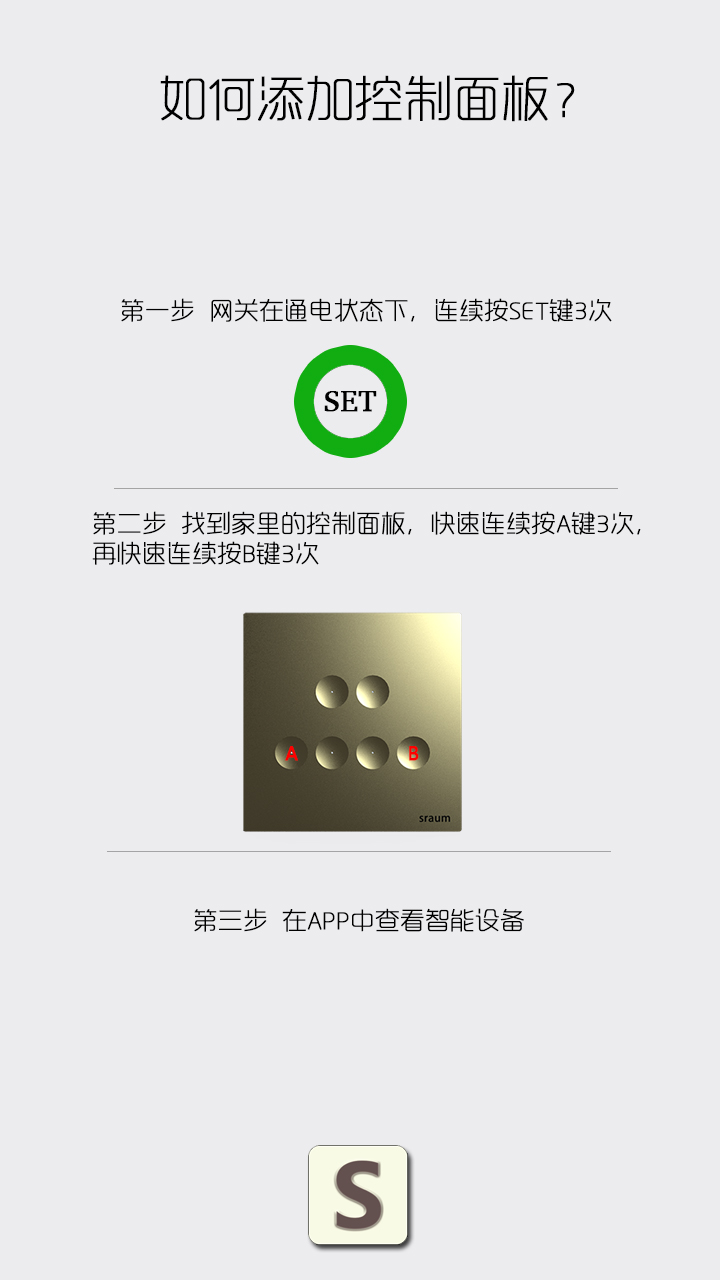 如何添加控制面板?
第一步 网关在通电状态下，连续按SET键3次
SET
第二步 找到家里的控制面板，快速连续按A键3次，
再快速连续按B键3次
A B
sraum
第三步 在APP中查看智能设备
S